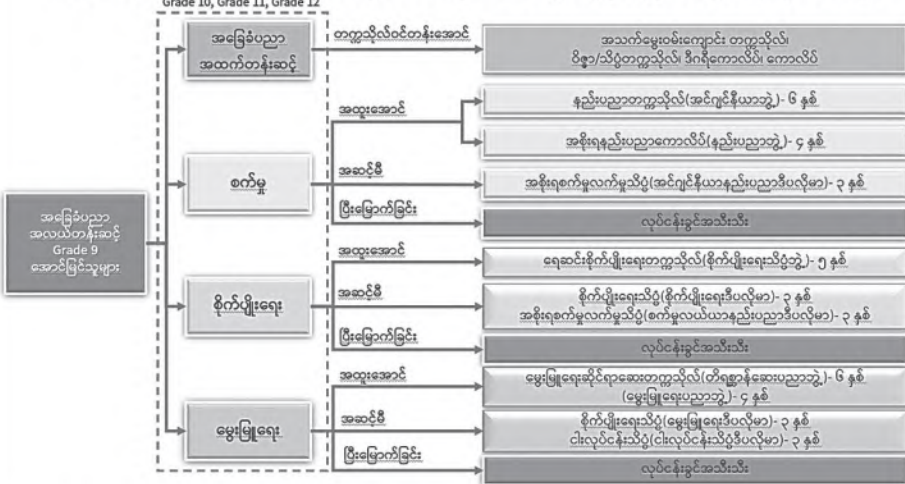 Grade 10, Grade 11, Grade 12
အခြေခံပညာ
အထက်တန်းဆင့်
တက္ကသိုလ်ဝင်တန်းအောင်
အသက်မွေးဝမ်းကျောင်း တက္ကသိုလ်၊
ဝိဇ္ဇာ/သိပ္ပံတက္ကသိုလ်၊ ဒီဂရီကောလိပ်၊ ကောလိပ်
အထူးအောင်
နည်းပညာတက္ကသိုလ်(အင်ဂျင်နီယာဘွဲ့)- ၆ နှစ်
အစိုးရနည်းပညာကောလိပ်(နည်းပညာဘွဲ့)- ၄ နှစ်
စက်မှု
အဆင့်မီ
အစိုးရစက်မှုလက်မှုသိပ္ပံ(အင်ဂျင်နီယာနည်းပညာဒီပလိုမာ)- ၃ နှစ်
ပြီးမြောက်ခြင်း
လုပ်ငန်းခွင်အသီးသီး
အခြေခံပညာ
အလယ်တန်းဆင့်
Grade 9
အောင်မြင်သူများ
အထူးအောင်
ရေဆင်းစိုက်ပျိုးရေးတက္ကသိုလ်(စိုက်ပျိုးရေးသိပ္ပံဘွဲ့)- ၅ နှစ်
စိုက်ပျိုးရေး
အဆင့်မီ
စိုက်ပျိုးရေးသိပ္ပံ(စိုက်ပျိုးရေးဒီပလိုမာ)- ၃ နှစ်
အစိုးရစက်မှုလက်မှုသိပ္ပံ(စက်မှုလယ်ယာနည်းပညာဒီပလိုမာ)- ၃ နှစ်
ပြီးမြောက်ခြင်း
လုပ်ငန်းခွင်အသီးသီး
အထူးအောင်
မွေးမြူရေးဆိုင်ရာဆေးတက္ကသိုလ်(တိရစ္ဆာန်ဆေးပညာဘွဲ့)- ၆ နှစ်
(မွေးမြူရေးပညာဘွဲ့)- ၄ နှစ်
မွေးမြူရေး
အဆင့်မီ
စိုက်ပျိုးရေးသိပ္ပံ(မွေးမြူရေးဒီပလိုမာ)- ၃ နှစ်
ငါးလုပ်ငန်းသိပ္ပံ(ငါးလုပ်ငန်းသိပ္ပံဒီပလိုမာ)- ၃ နှစ်
ပြီးမြောက်ခြင်း
လုပ်ငန်းခွင်အသီးသီး